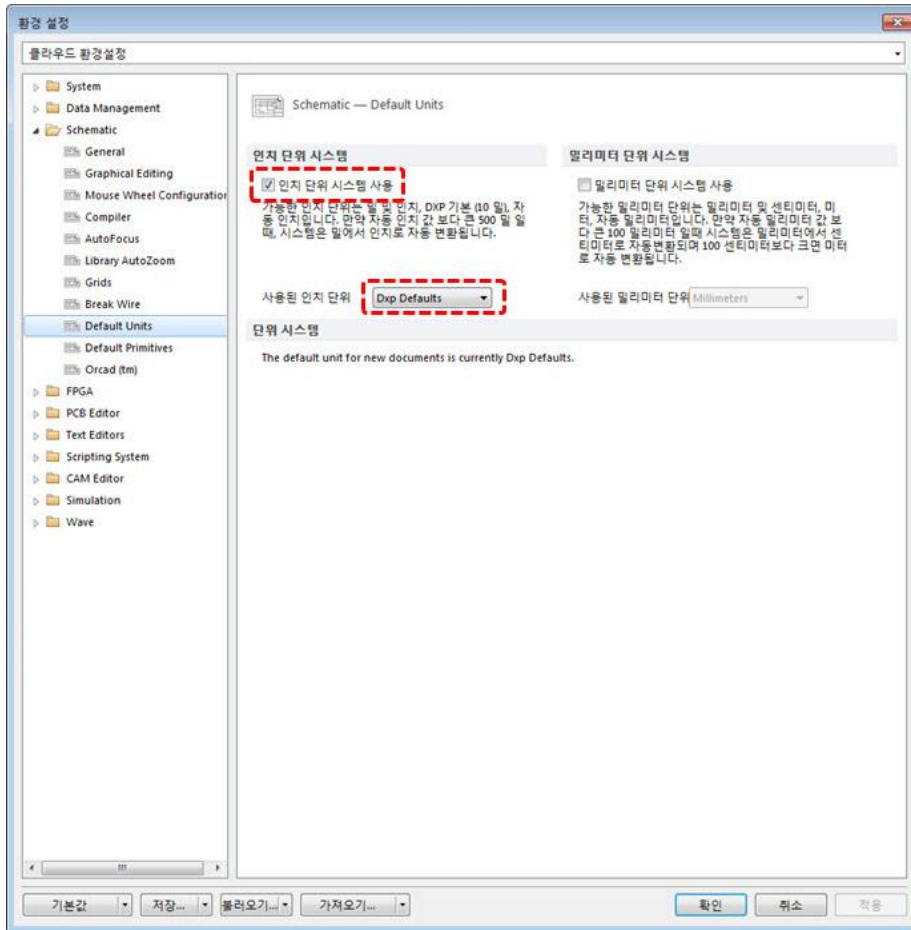 환경 설정
클라우드 환경설정
System
Data Management
Schematic
General
Graphical Editing
Mouse Wheel Configuration
Compiler
AutoFocus
Library AutoZoom
Grids
Break Wire
Default Units
Default Primitives
Orcad (tm)
FPGA
PCB Editor
Text Editors
Scripting System
CAM Editor
Simulation
Wave
Schematic — Default Units
인치 단위 시스템
인치 단위 시스템 사용
가능한 인치 단위는 밀 및 인치, DXP 기본 (10 밀), 자
동 인치입니다. 만약 자동 인치 값 보다 큰 500 밀 일
때, 시스템은 밀에서 인치로 자동 변환됩니다.
사용된 인치 단위
Dxp Defaults
밀리미터 단위 시스템
밀리미터 단위 시스템 사용
가능한 밀리미터 단위는 밀리미터 및 센티미터, 미
터, 자동 밀리미터입니다. 만약 자동 밀리미터 값 보
다 큰 100 밀리미터 일때 시스템은 밀리미터에서 센
티미터로 자동변환되며 100 센티미터보다 크면 미터
로 자동 변환됩니다.
사용된 밀리미터 단위
Millimeters
단위 시스템
The default unit for new documents is currently Dxp Defaults.
기본값
저장...
불러오기...
가져오기...
확인
취소
적용